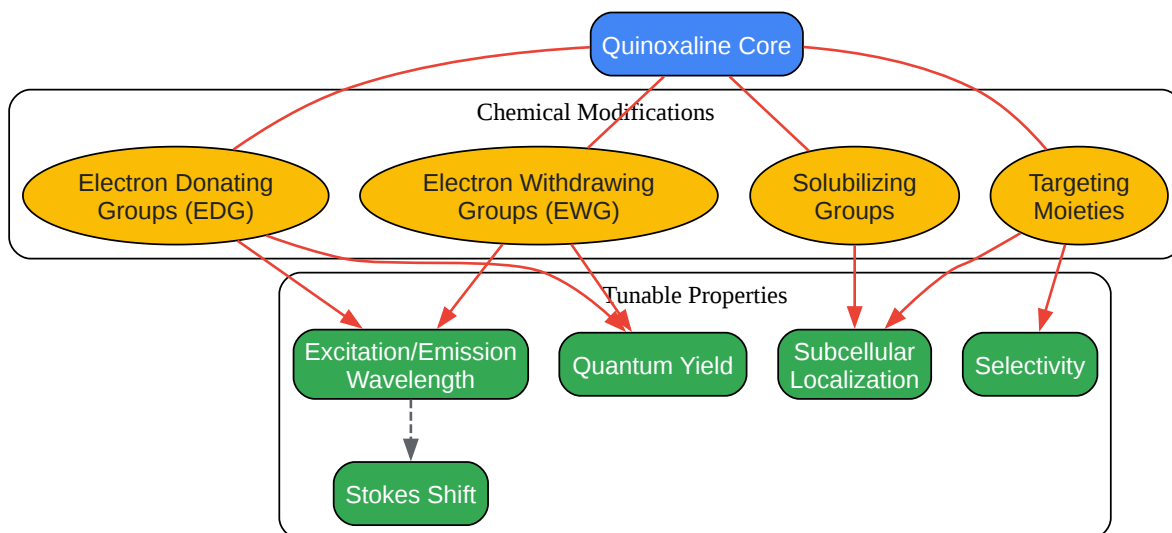 Quinoxaline Core
Chemical Modifications
Electron Donating
Groups (EDG)
Electron Withdrawing
Groups (EWG)
Solubilizing
Groups
Targeting
Moieties
Tunable Properties
Excitation/Emission
Wavelength
Quantum Yield
Subcellular
Localization
Selectivity
Stokes Shift